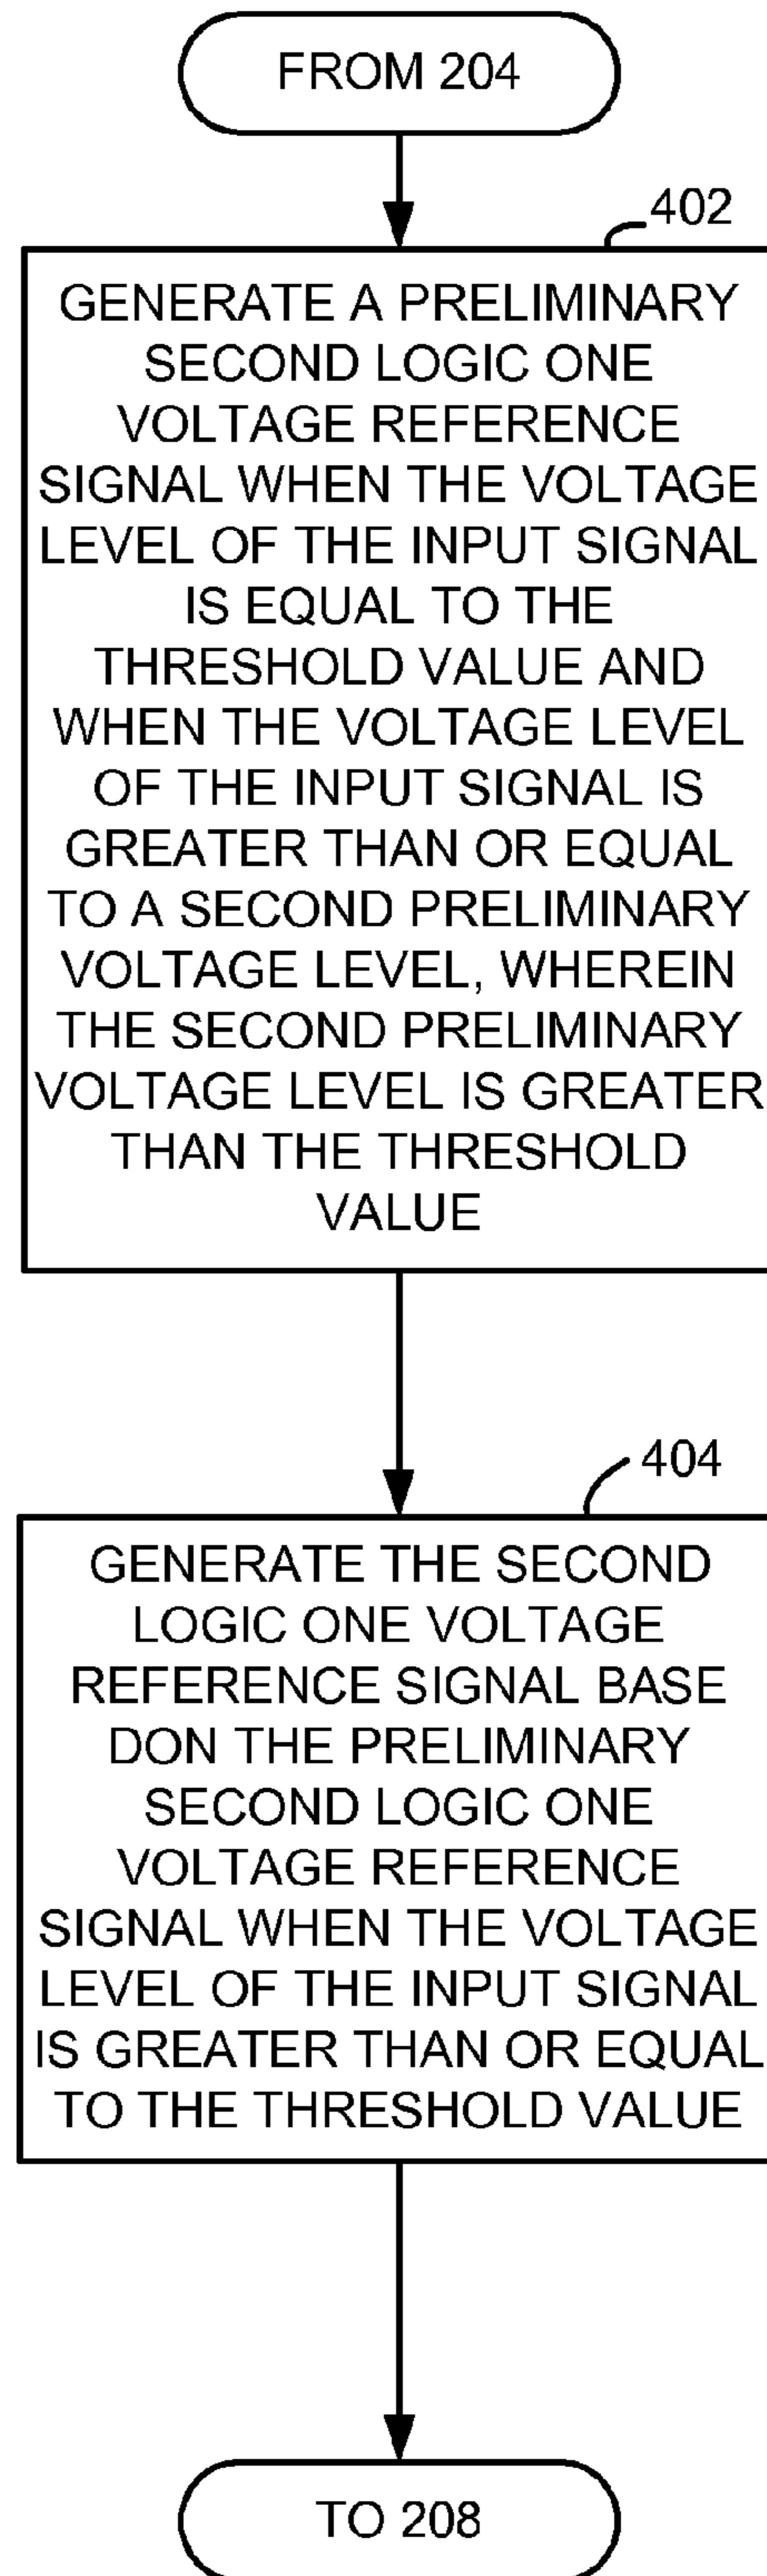 FROM 204
402
GENERATE A PRELIMINARY
SECOND LOGIC ONE
VOLTAGE REFERENCE
SIGNAL WHEN THE VOLTAGE
LEVEL OF THE INPUT SIGNAL
IS EQUAL TO THE
THRESHOLD VALUE AND
WHEN THE VOLTAGE LEVEL
OF THE INPUT SIGNAL IS
GREATER THAN OR EQUAL
TO A SECOND PRELIMINARY
VOLTAGE LEVEL, WHEREIN
THE SECOND PRELIMINARY
VOLTAGE LEVEL IS GREATER
THAN THE THRESHOLD
VALUE
404
GENERATE THE SECOND
LOGIC ONE VOLTAGE
REFERENCE SIGNAL BASE
DON THE PRELIMINARY
SECOND LOGIC ONE
VOLTAGE REFERENCE
SIGNAL WHEN THE VOLTAGE
LEVEL OF THE INPUT SIGNAL
IS GREATER THAN OR EQUAL
TO THE THRESHOLD VALUE
TO 208